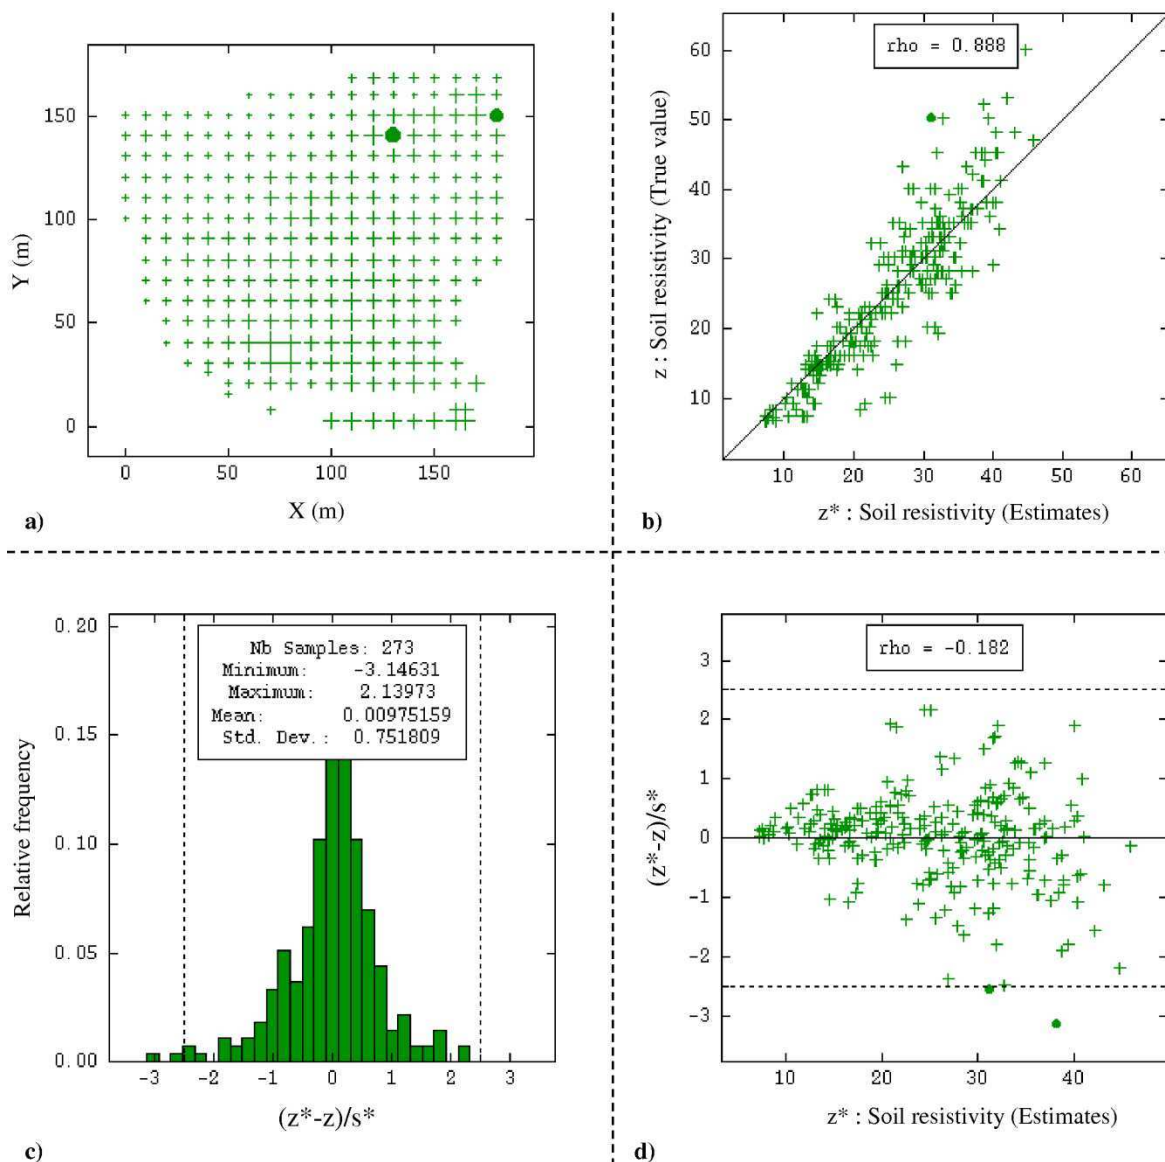 150
100
50
0
Y (m)
0 50 100 150
X (m)
a)
rho = 0.888
60
50
40
30
20
10
z : Soil resistivity (True value)
10 20 30 40 50 60
z* : Soil resistivity (Estimates)
b)
0.20
0.15
0.10
0.05
0.00
Relative frequency
Nb Samples: 273
Minimum: -3.14631
Maximum: 2.13973
Mean: 0.00975159
Std. Dev.: 0.751809
-3 -2 -1 0 1 2 3
(z*-z)/s*
c)
rho = -0.182
3
2
1
0
-1
-2
-3
(z*-z)/s*
10 20 30 40
z* : Soil resistivity (Estimates)
d)